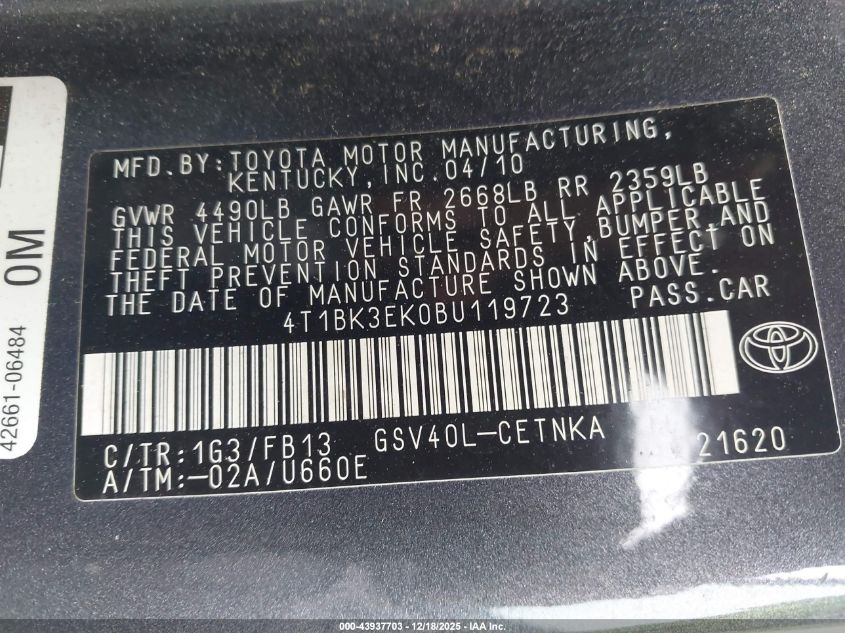 MFD.BY:TOYOTA MOTOR MANUFACTURING,
KENTUCKY,INC.04/10
GVWR 4490LB GAWR FR 2668LB RR 2359LB
THIS VEHICLE CONFORMS TO ALL APPLICABLE
FEDERAL MOTOR VEHICLE SAFETY,BUMPER,AND
THEFT PREVENTION STANDARDS IN EFFECT ON
THE DATE OF MANUFACTURE SHOWN ABOVE.
4T1BK3EK0BU119723 PASS.CAR
C/TR:1G3/FB13 GSV40L-CETNKA
A/TM:-02A/U660E 21620
42661-06484 0M
000-43937703 - 12/18/2025 - IAA Inc.